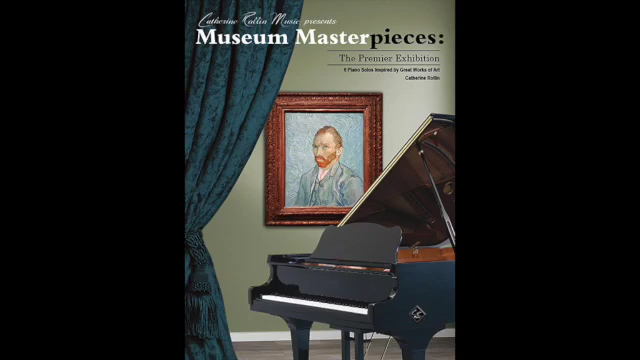 Catherine Rollin Music presents
Museum Masterpieces:
The Premier Exhibition
6 Piano Solos Inspired by Great Works of Art
Catherine Rollin